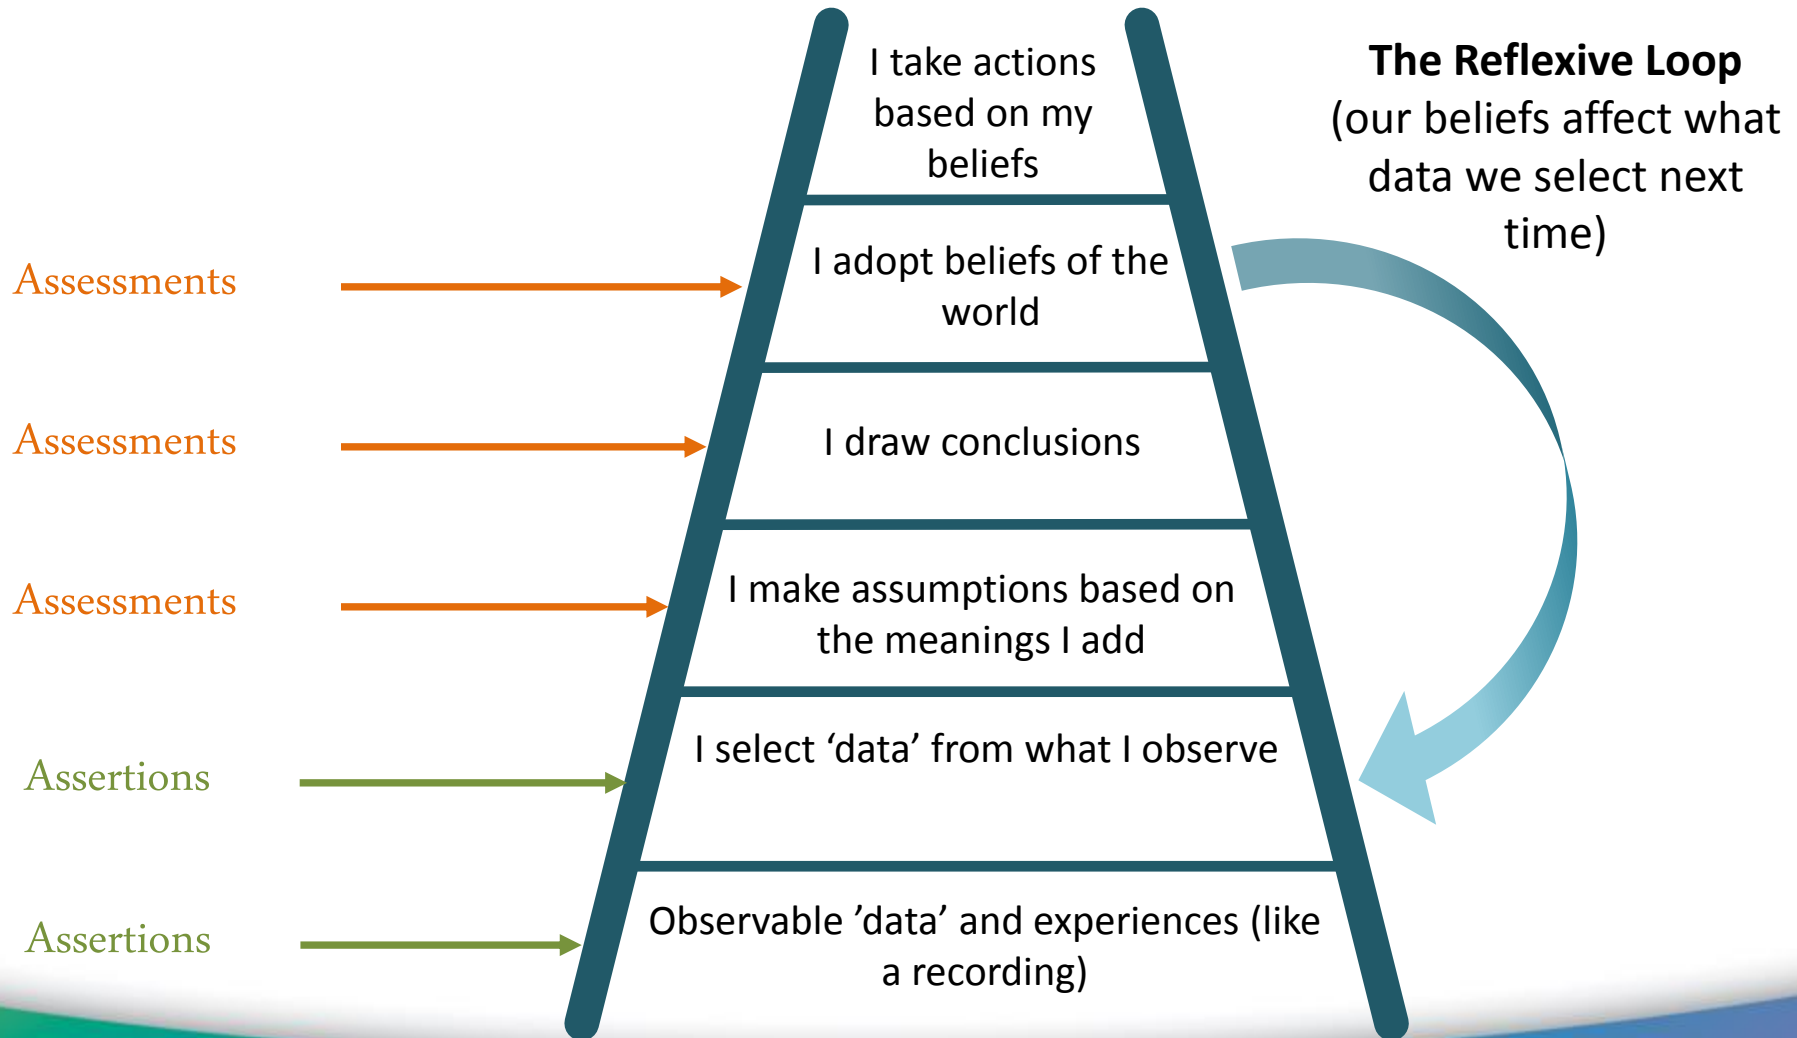 I take actions
based on my
beliefs
The Reflexive Loop
(our beliefs affect what
data we select next
time)
Assessments
I adopt beliefs of the
world
Assessments
I draw conclusions
Assessments
I make assumptions based on
the meanings I add
Assertions
I select ‘data’ from what I observe
Assertions
Observable ’data’ and experiences (like
a recording)